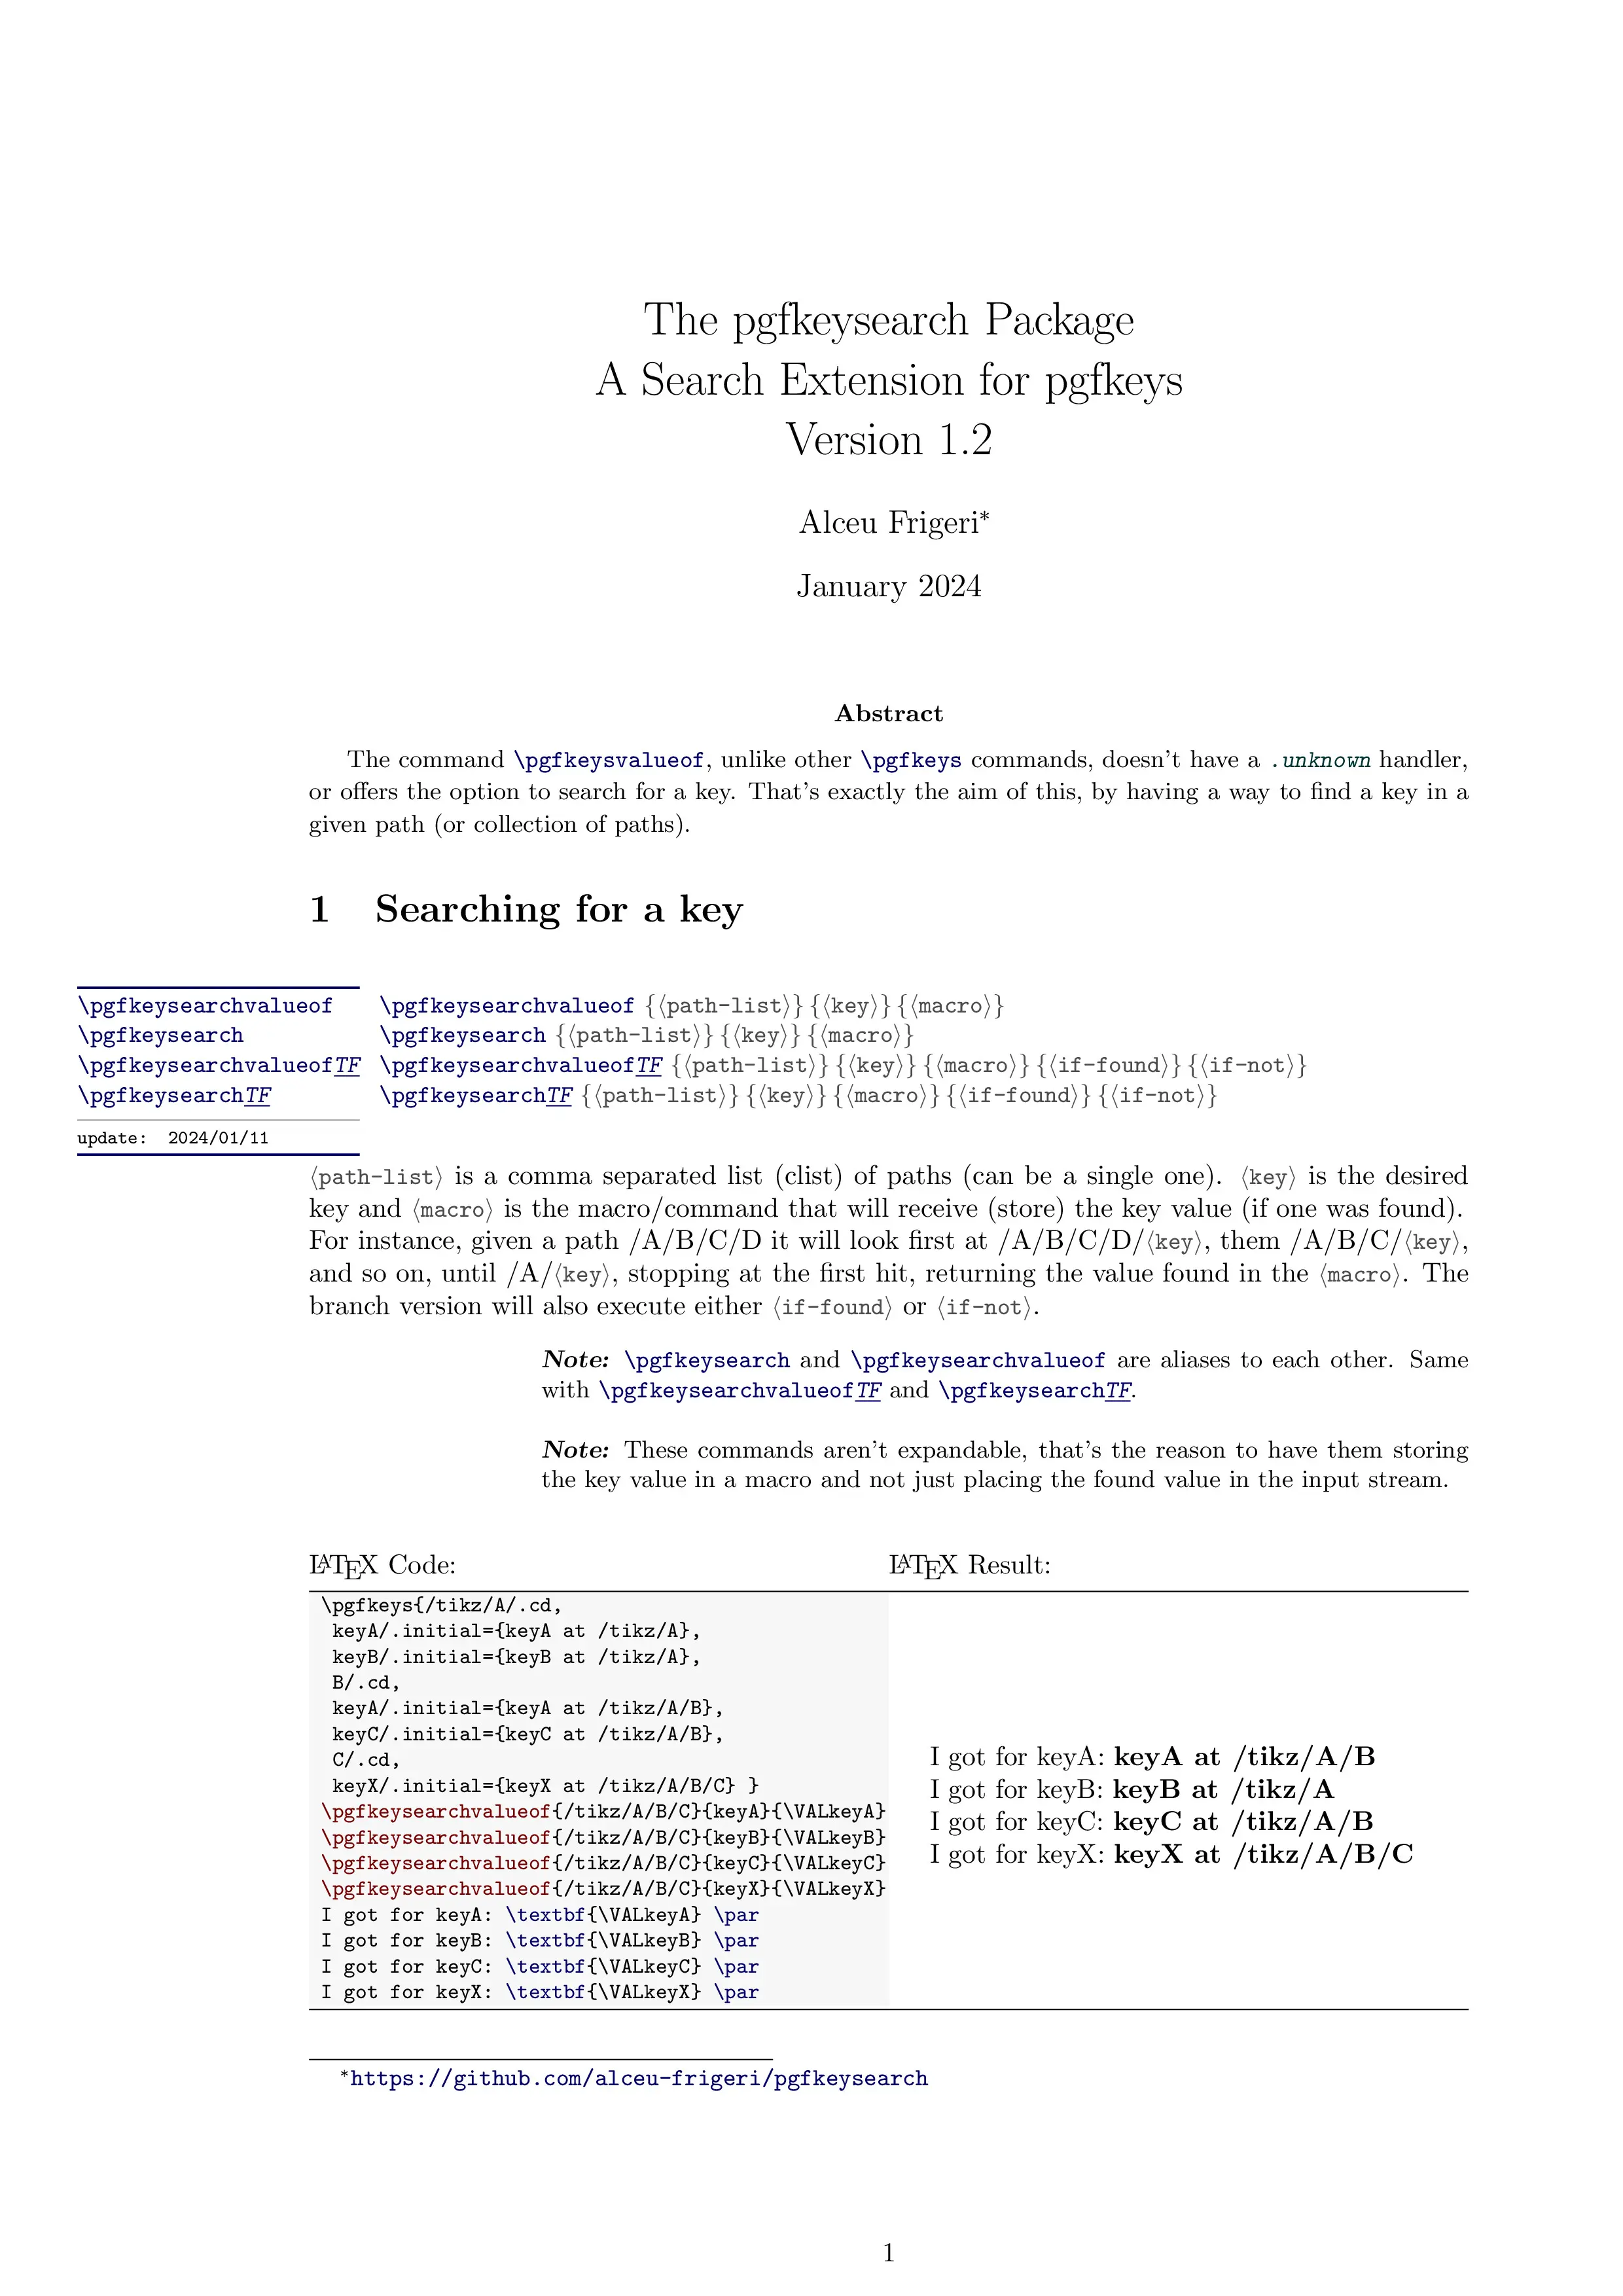 The pgfkeysearch Package
A Search Extension for pgfkeys
Version 1.2
Alceu Frigeri*
January 2024
Abstract
The command \pgfkeysvalueof, unlike other \pgfkeys commands, doesn't have a .unknown handler,
or offers the option to search for a key. That's exactly the aim of this, by having a way to find a key in a
given path (or collection of paths).
1 Searching for a key
\pgfkeysearchvalueof
\pgfkeysearch
\pgfkeysearchvalueofTF
\pgfkeysearchTF
update: 2024/01/11
\pgfkeysearchvalueof {⟨path-list⟩} {⟨key⟩} {⟨macro⟩}
\pgfkeysearch {⟨path-list⟩} {⟨key⟩} {⟨macro⟩}
\pgfkeysearchvalueofTF {⟨path-list⟩} {⟨key⟩} {⟨macro⟩} {⟨if-found⟩} {⟨if-not⟩}
\pgfkeysearchTF {⟨path-list⟩} {⟨key⟩} {⟨macro⟩} {⟨if-found⟩} {⟨if-not⟩}
⟨path-list⟩ is a comma separated list (clist) of paths (can be a single one). ⟨key⟩ is the desired
key and ⟨macro⟩ is the macro/command that will receive (store) the key value (if one was found).
For instance, given a path /A/B/C/D it will look first at /A/B/C/D/⟨key⟩, them /A/B/C/⟨key⟩,
and so on, until /A/⟨key⟩, stopping at the first hit, returning the value found in the ⟨macro⟩. The
branch version will also execute either ⟨if-found⟩ or ⟨if-not⟩.
Note: \pgfkeysearch and \pgfkeysearchvalueof are aliases to each other. Same
with \pgfkeysearchvalueofTF and \pgfkeysearchTF.
Note: These commands aren't expandable, that's the reason to have them storing
the key value in a macro and not just placing the found value in the input stream.
LATEX Code:
\pgfkeys{/tikz/A/.cd,
keyA/.initial={keyA at /tikz/A},
keyB/.initial={keyB at /tikz/A},
B/.cd,
keyA/.initial={keyA at /tikz/A/B},
keyC/.initial={keyC at /tikz/A/B},
C/.cd,
keyX/.initial={keyX at /tikz/A/B/C} }
\pgfkeysearchvalueof{/tikz/A/B/C}{keyA}{\VALkeyA}
\pgfkeysearchvalueof{/tikz/A/B/C}{keyB}{\VALkeyB}
\pgfkeysearchvalueof{/tikz/A/B/C}{keyC}{\VALkeyC}
\pgfkeysearchvalueof{/tikz/A/B/C}{keyX}{\VALkeyX}
I got for keyA: \textbf{\VALkeyA} \par
I got for keyB: \textbf{\VALkeyB} \par
I got for keyC: \textbf{\VALkeyC} \par
I got for keyX: \textbf{\VALkeyX} \par
LATEX Result:
I got for keyA: keyA at /tikz/A/B
I got for keyB: keyB at /tikz/A
I got for keyC: keyC at /tikz/A/B
I got for keyX: keyX at /tikz/A/B/C
*https://github.com/alceu-frigeri/pgfkeysearch
1